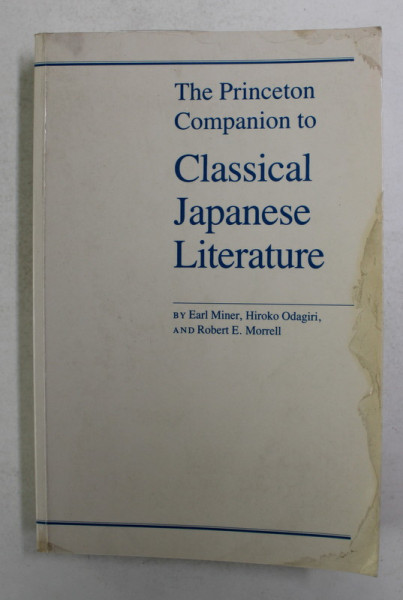 The Princeton
Companion to
Classical
Japanese
Literature
BY Earl Miner, Hiroko Odagiri,
AND Robert E. Morrell